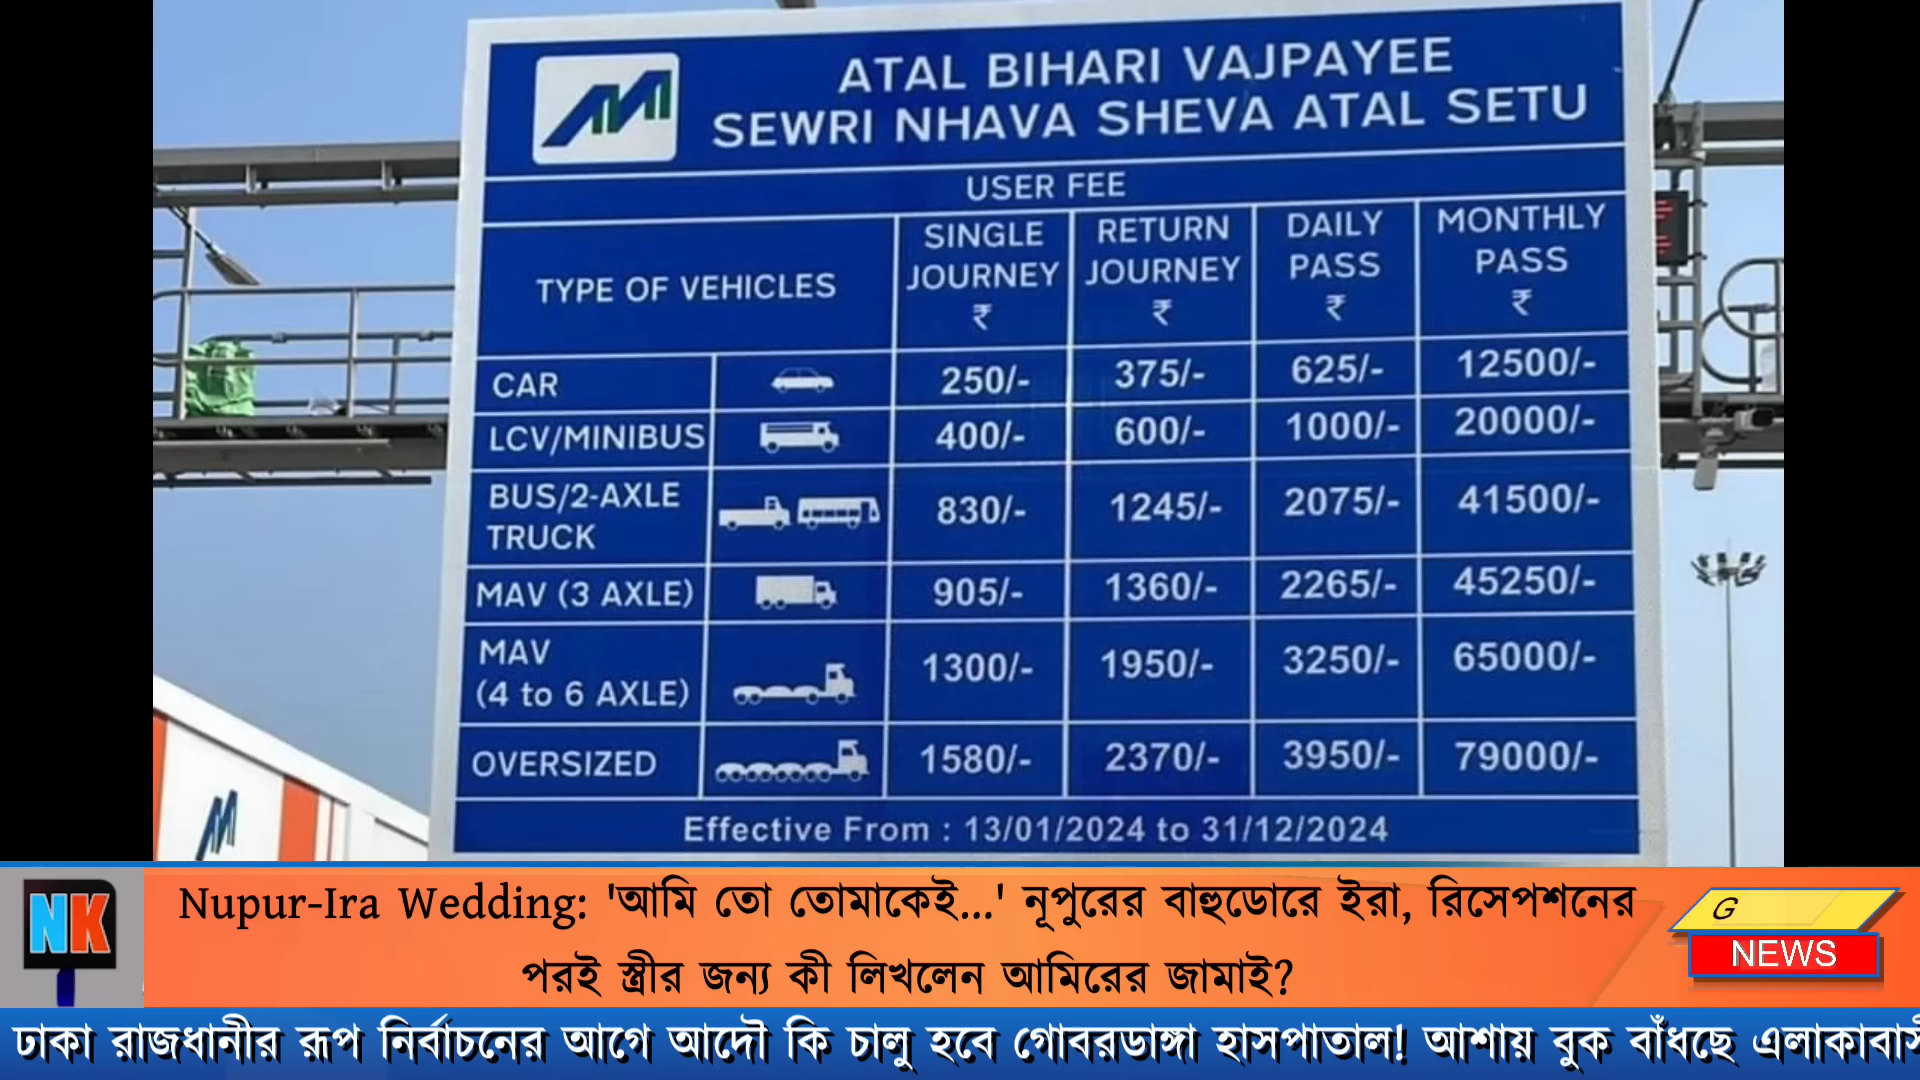 ATAL BIHARI VAJPAYEE
SEWRI NHAVA SHEVA ATAL SETU
USER FEE
TYPE OF VEHICLES SINGLE JOURNEY ₹ RETURN JOURNEY ₹ DAILY PASS ₹ MONTHLY PASS ₹
CAR 250/- 375/- 625/- 12500/-
LCV/MINIBUS 400/- 600/- 1000/- 20000/-
BUS/2-AXLE TRUCK 830/- 1245/- 2075/- 41500/-
MAV (3 AXLE) 905/- 1360/- 2265/- 45250/-
MAV (4 to 6 AXLE) 1300/- 1950/- 3250/- 65000/-
OVERSIZED 1580/- 2370/- 3950/- 79000/-
Effective From : 13/01/2024 to 31/12/2024
NK
Nupur-Ira Wedding: 'আমি তো তোমাকেই...' নূপুরের বাহুডোরে ইরা, রিসেপশনের
পরই স্ত্রীর জন্য কী লিখলেন আমিরের জামাই?
G
NEWS
ঢাকা রাজধানীর রূপ নির্বাচনের আগে আদৌ কি চালু হবে গোবরডাঙ্গা হাসপাতাল! আশায় বুক বাঁধছে